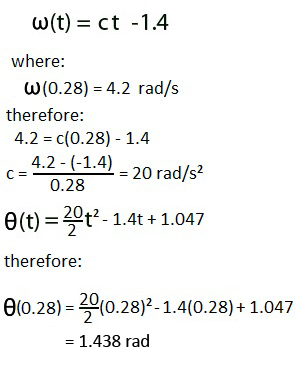 ω(t) = ct -1.4
where:
ω(0.28) = 4.2 rad/s
therefore:
4.2 = c(0.28) - 1.4
c = 4.2 - (-1.4) / 0.28 = 20 rad/s²
θ(t) = 20/2 t² - 1.4t + 1.047
therefore:
θ(0.28) = 20/2 (0.28)² - 1.4(0.28) + 1.047
= 1.438 rad